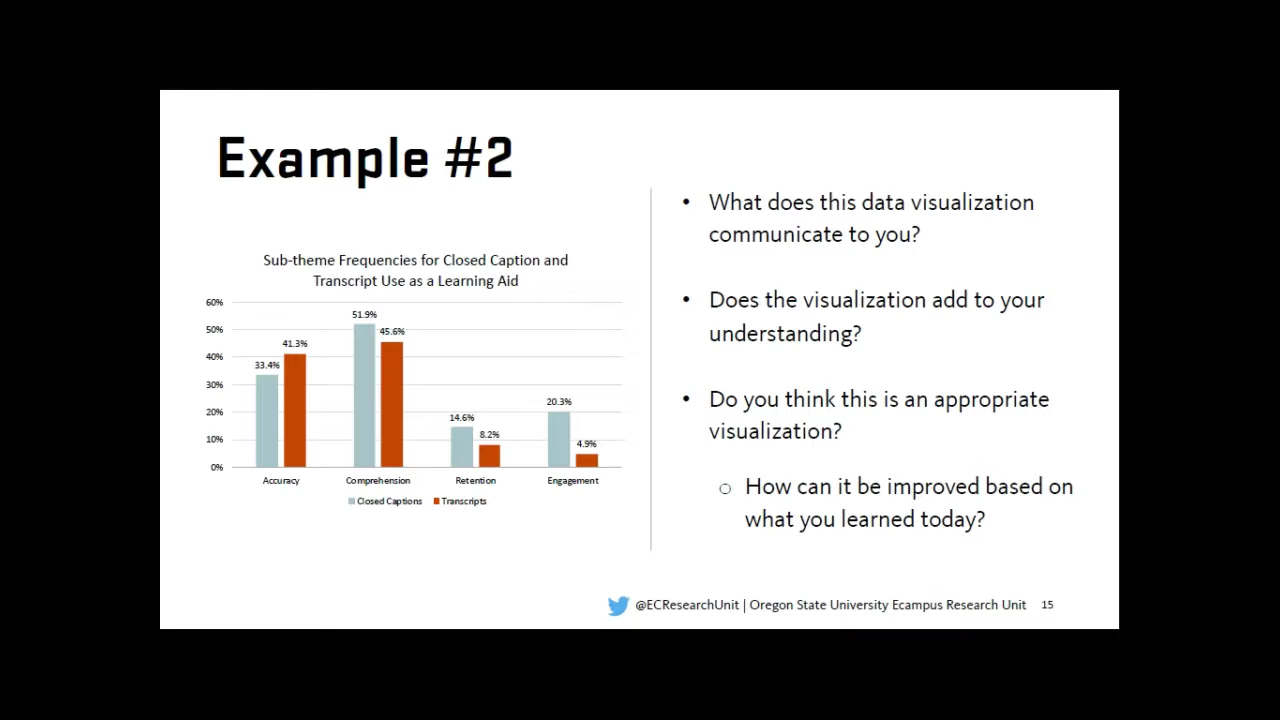 Example #2
Sub-theme Frequencies for Closed Caption and
Transcript Use as a Learning Aid
60%
50%
40%
30%
20%
10%
0%
33.4%
41.3%
51.9%
45.6%
14.6%
8.2%
20.3%
4.9%
Accuracy
Comprehension
Retention
Engagement
Closed Captions
Transcripts
• What does this data visualization
communicate to you?
• Does the visualization add to your
understanding?
• Do you think this is an appropriate
visualization?
o How can it be improved based on
what you learned today?
@ECResearchUnit | Oregon State University Ecampus Research Unit 15